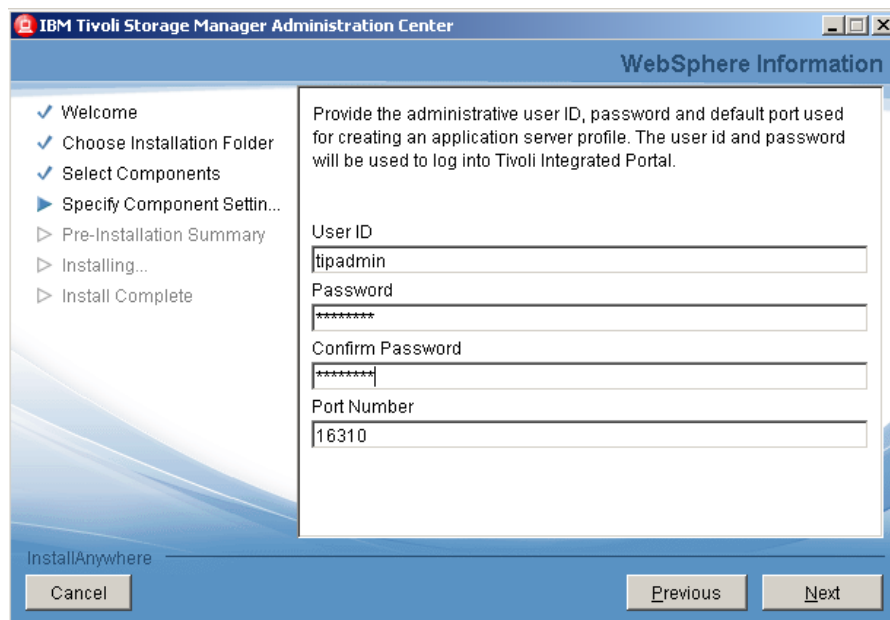 IBM Tivoli Storage Manager Administration Center
WebSphere Information
Welcome
Choose Installation Folder
Select Components
Specify Component Settin...
Pre-Installation Summary
Installing...
Install Complete
Provide the administrative user ID, password and default port used
for creating an application server profile. The user id and password
will be used to log into Tivoli Integrated Portal.
User ID
tipadmin
Password
********
Confirm Password
********
Port Number
16310
InstallAnywhere
Cancel
Previous
Next